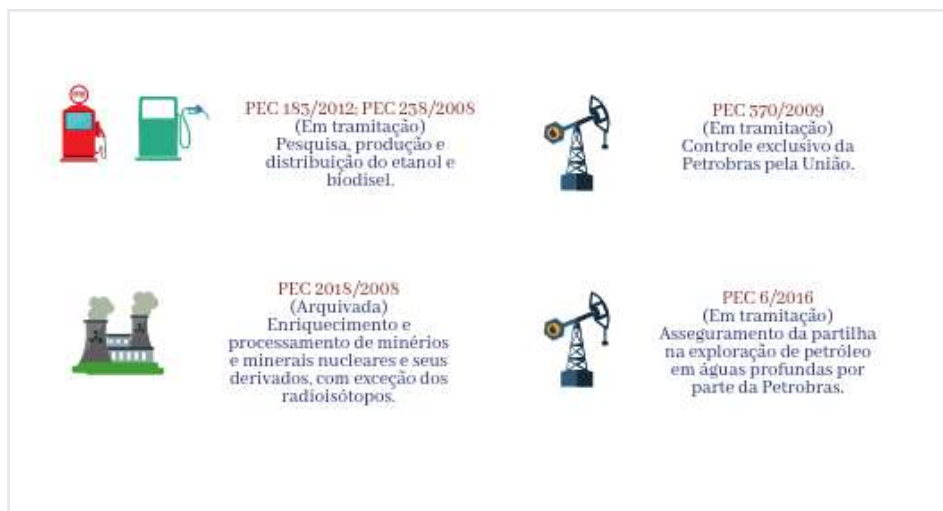 PEC 183/2012; PEC 238/2008
(Em tramitação)
Pesquisa, produção e
distribuição do etanol e
biodisel.
PEC 370/2009
(Em tramitação)
Controle exclusivo da
Petrobras pela União.
PEC 2018/2008
(Arquivada)
Enriquecimento e
processamento de minérios
e minerais nucleares e seus
derivados, com exceção dos
radioisótopos.
PEC 6/2016
(Em tramitação)
Asseguramento da partilha
na exploração de petróleo
em águas profundas por
parte da Petrobras.